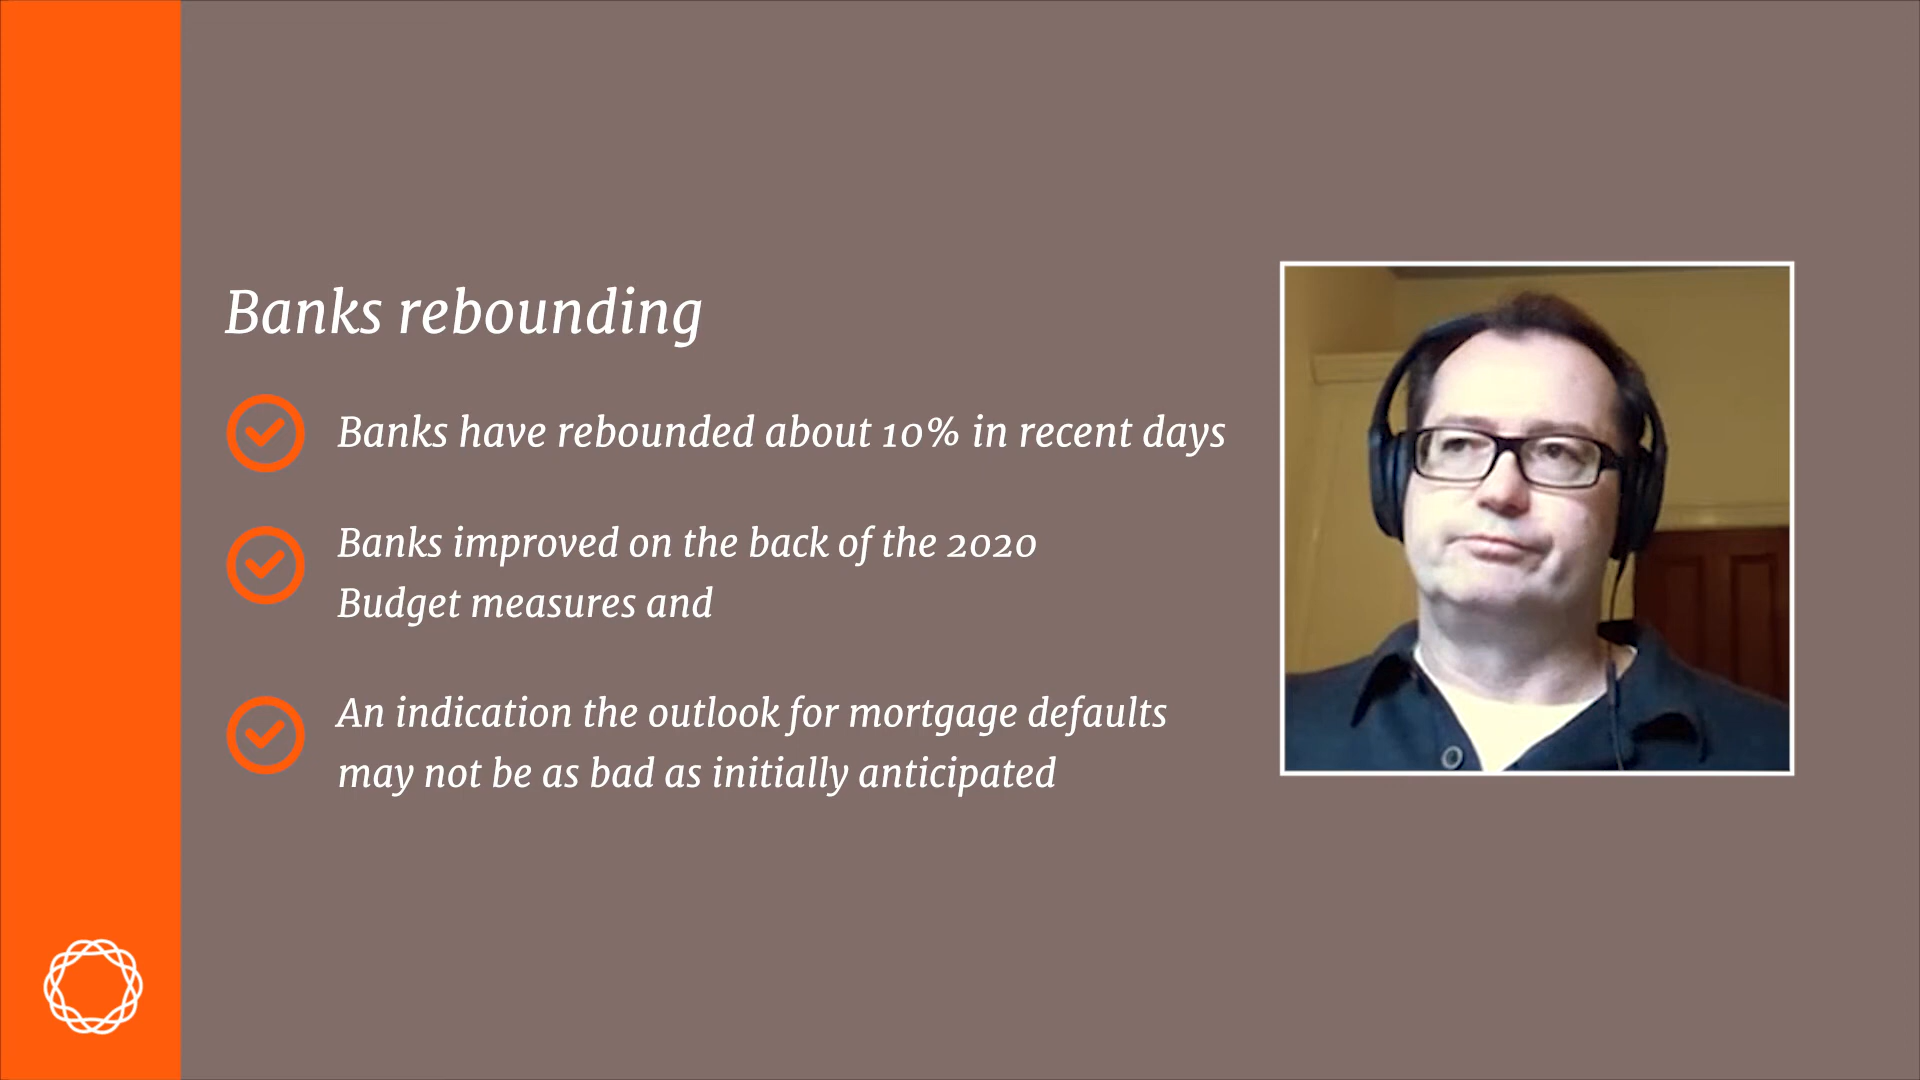 Banks rebounding
Banks have rebounded about 10% in recent days
Banks improved on the back of the 2020
Budget measures and
An indication the outlook for mortgage defaults
may not be as bad as initially anticipated